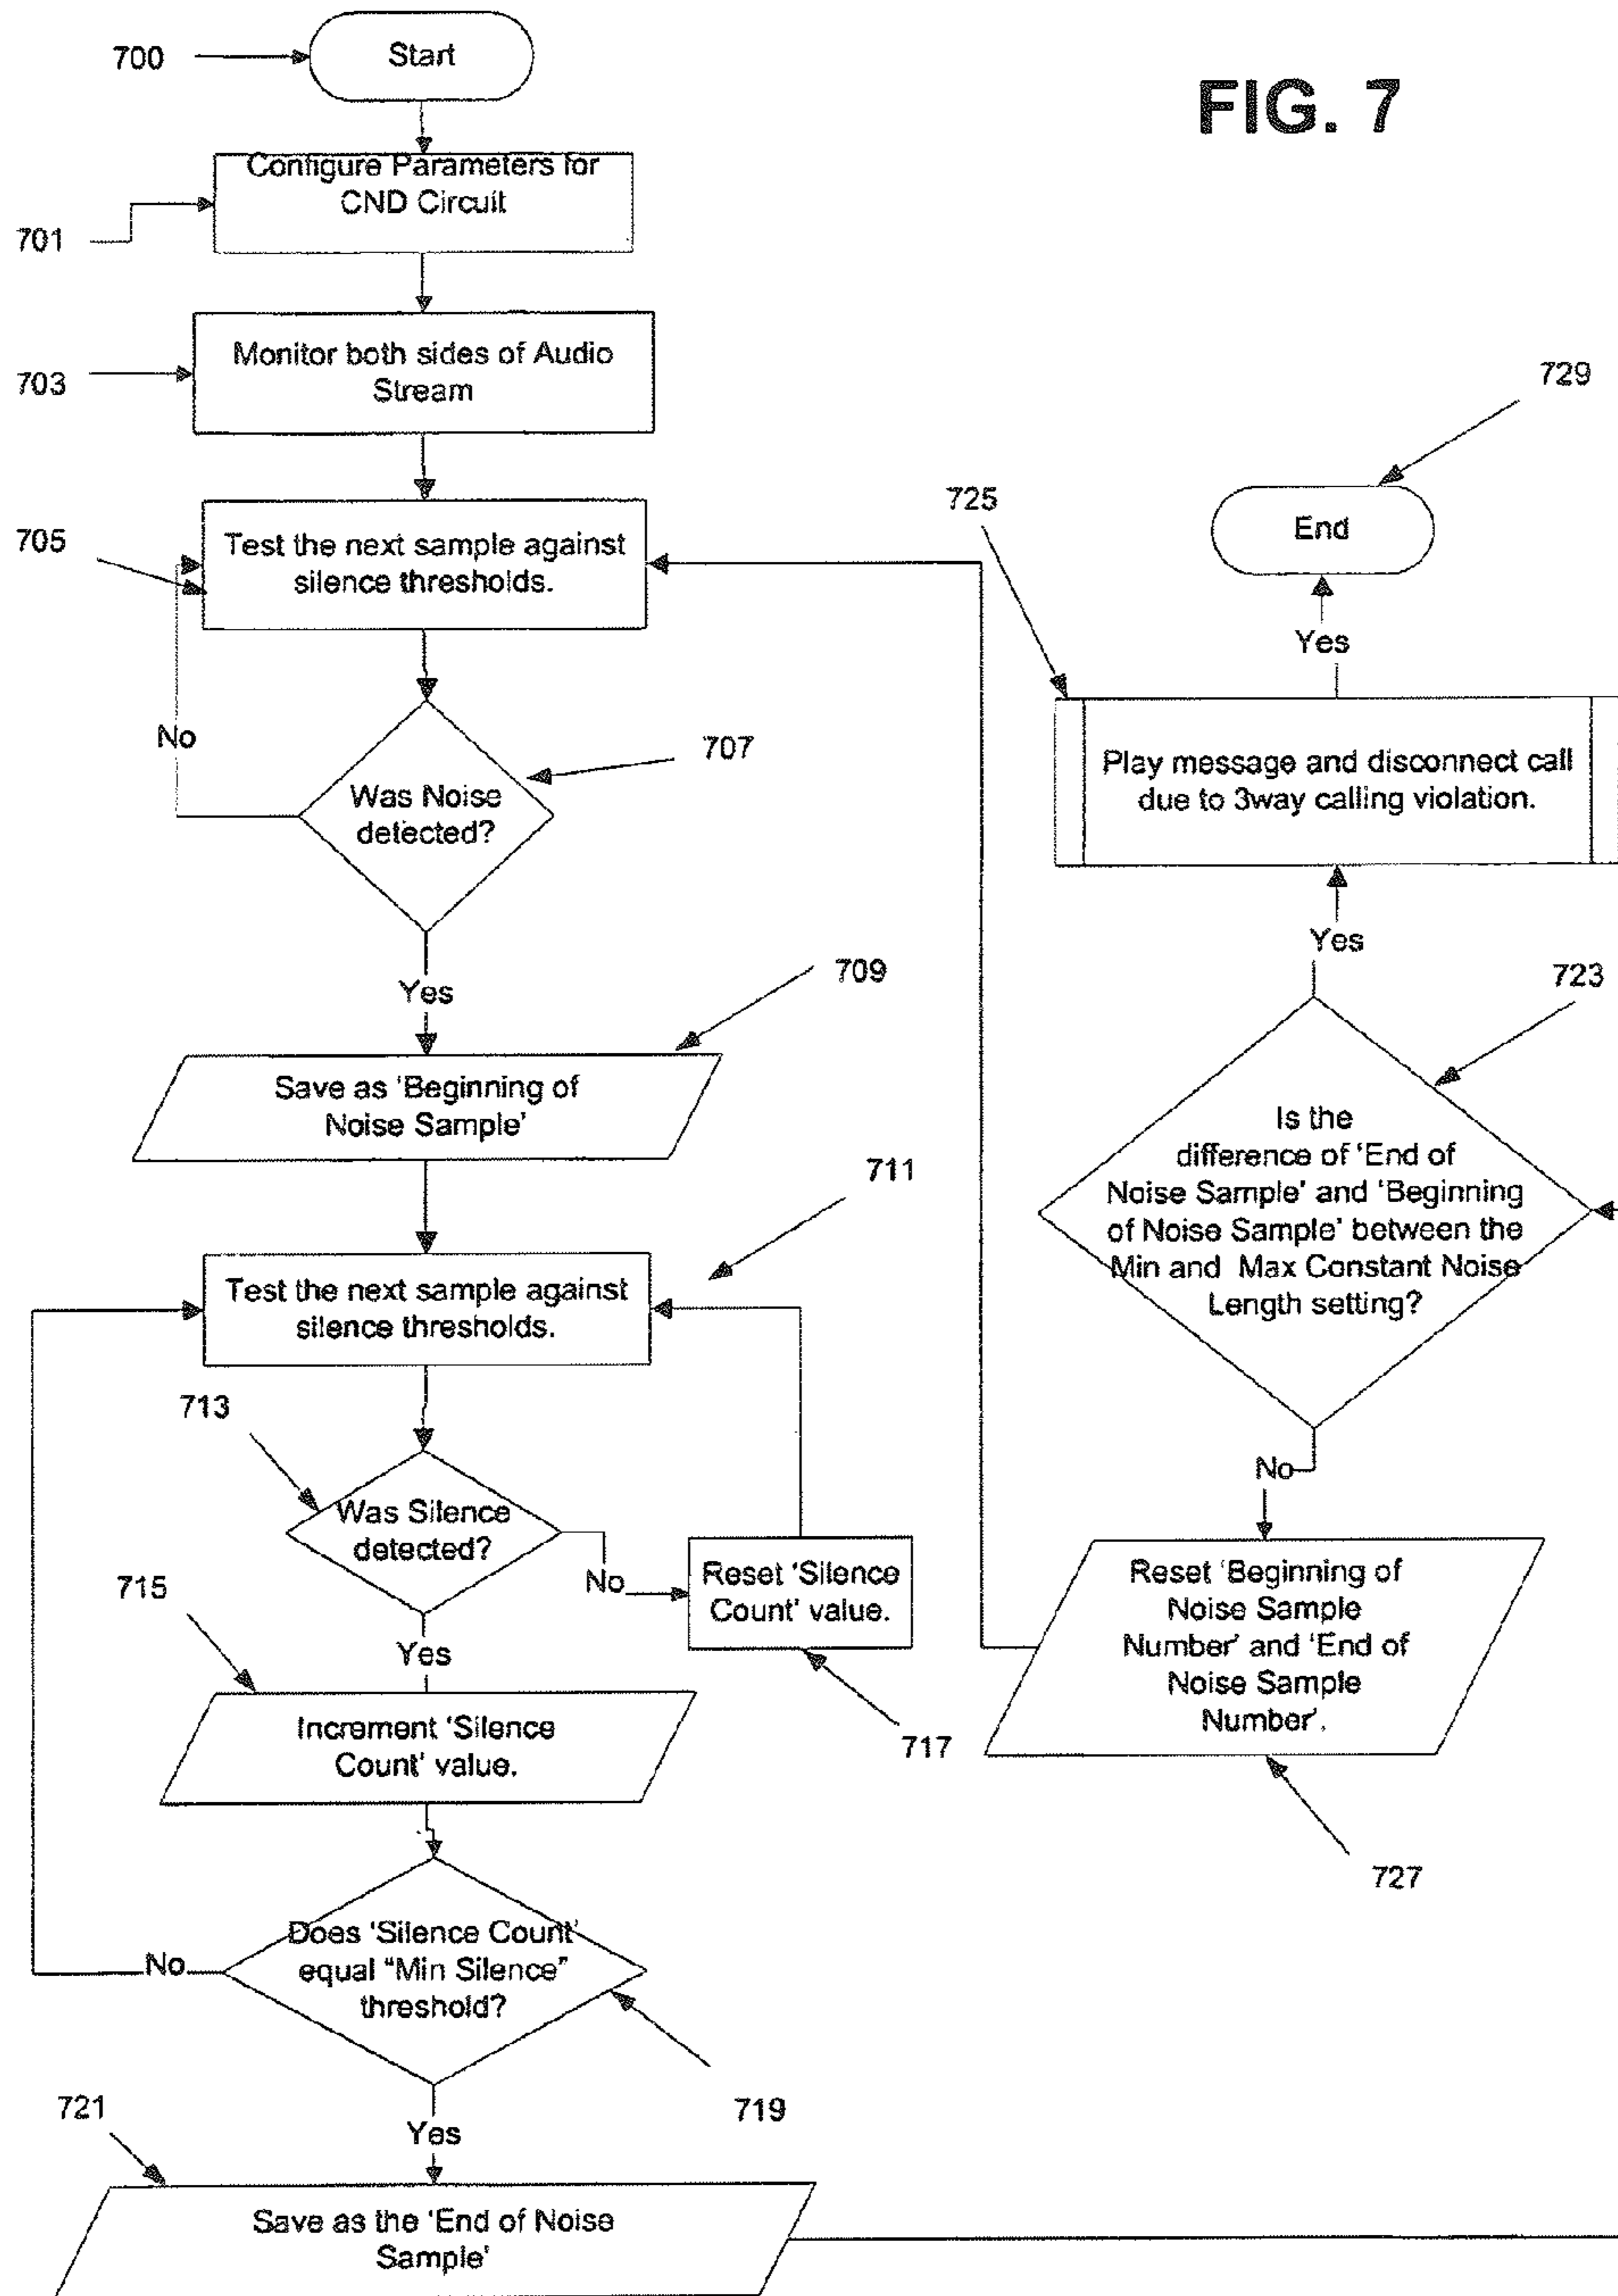 FIG. 7
700
Start
701
Configure Parameters for
CND Circuit
703
Monitor both sides of Audio
Stream
705
Test the next sample against
silence thresholds.
No
707
Was Noise
detected?
Yes
709
Save as ‘Beginning of
Noise Sample’
711
Test the next sample against
silence thresholds.
713
Was Silence
detected?
No
Reset ‘Silence
Count’ value.
717
715
Yes
Increment ‘Silence
Count’ value.
Does ‘Silence Count’
equal “Min Silence”
threshold?
No
719
721
Yes
Save as the ‘End of Noise
Sample’
729
End
725
Yes
Play message and disconnect call
due to 3way calling violation.
Yes
723
Is the
difference of ‘End of
Noise Sample’ and ‘Beginning
of Noise Sample’ between the
Min and Max Constant Noise
Length setting?
No
Reset ‘Beginning of
Noise Sample
Number’ and ‘End of
Noise Sample
Number’.
727